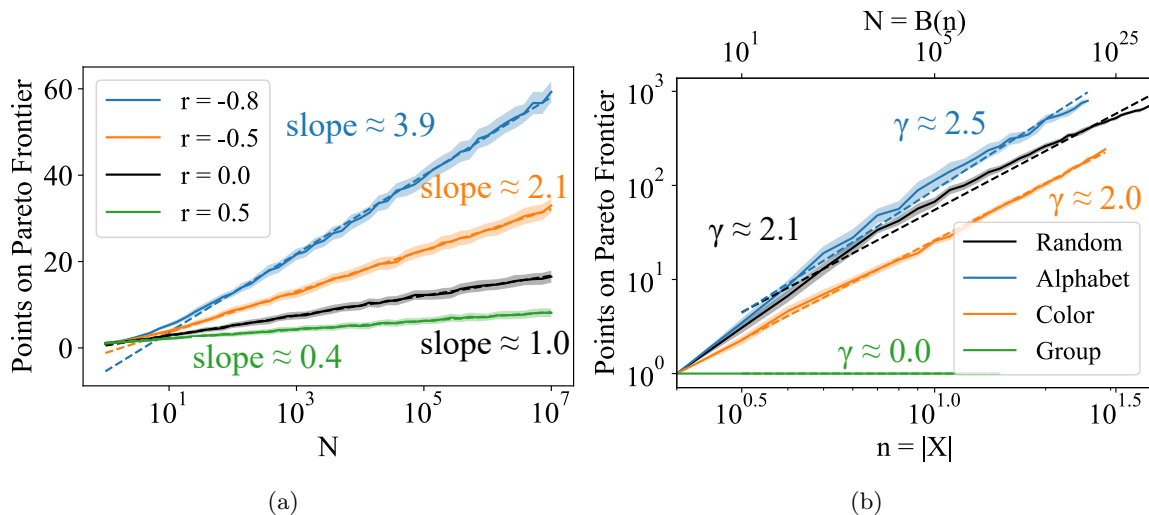 N = B(n)
10^1
10^5
10^25
60
40
20
0
Points on Pareto Frontier
r = -0.8
r = -0.5
r = 0.0
r = 0.5
slope ≈ 3.9
slope ≈ 2.1
slope ≈ 1.0
slope ≈ 0.4
10^1
10^3
10^5
10^7
N
(a)
10^3
10^2
10^1
10^0
Points on Pareto Frontier
γ ≈ 2.5
γ ≈ 2.1
γ ≈ 2.0
γ ≈ 0.0
Random
Alphabet
Color
Group
10^0.5
10^1.0
10^1.5
n = |X|
(b)